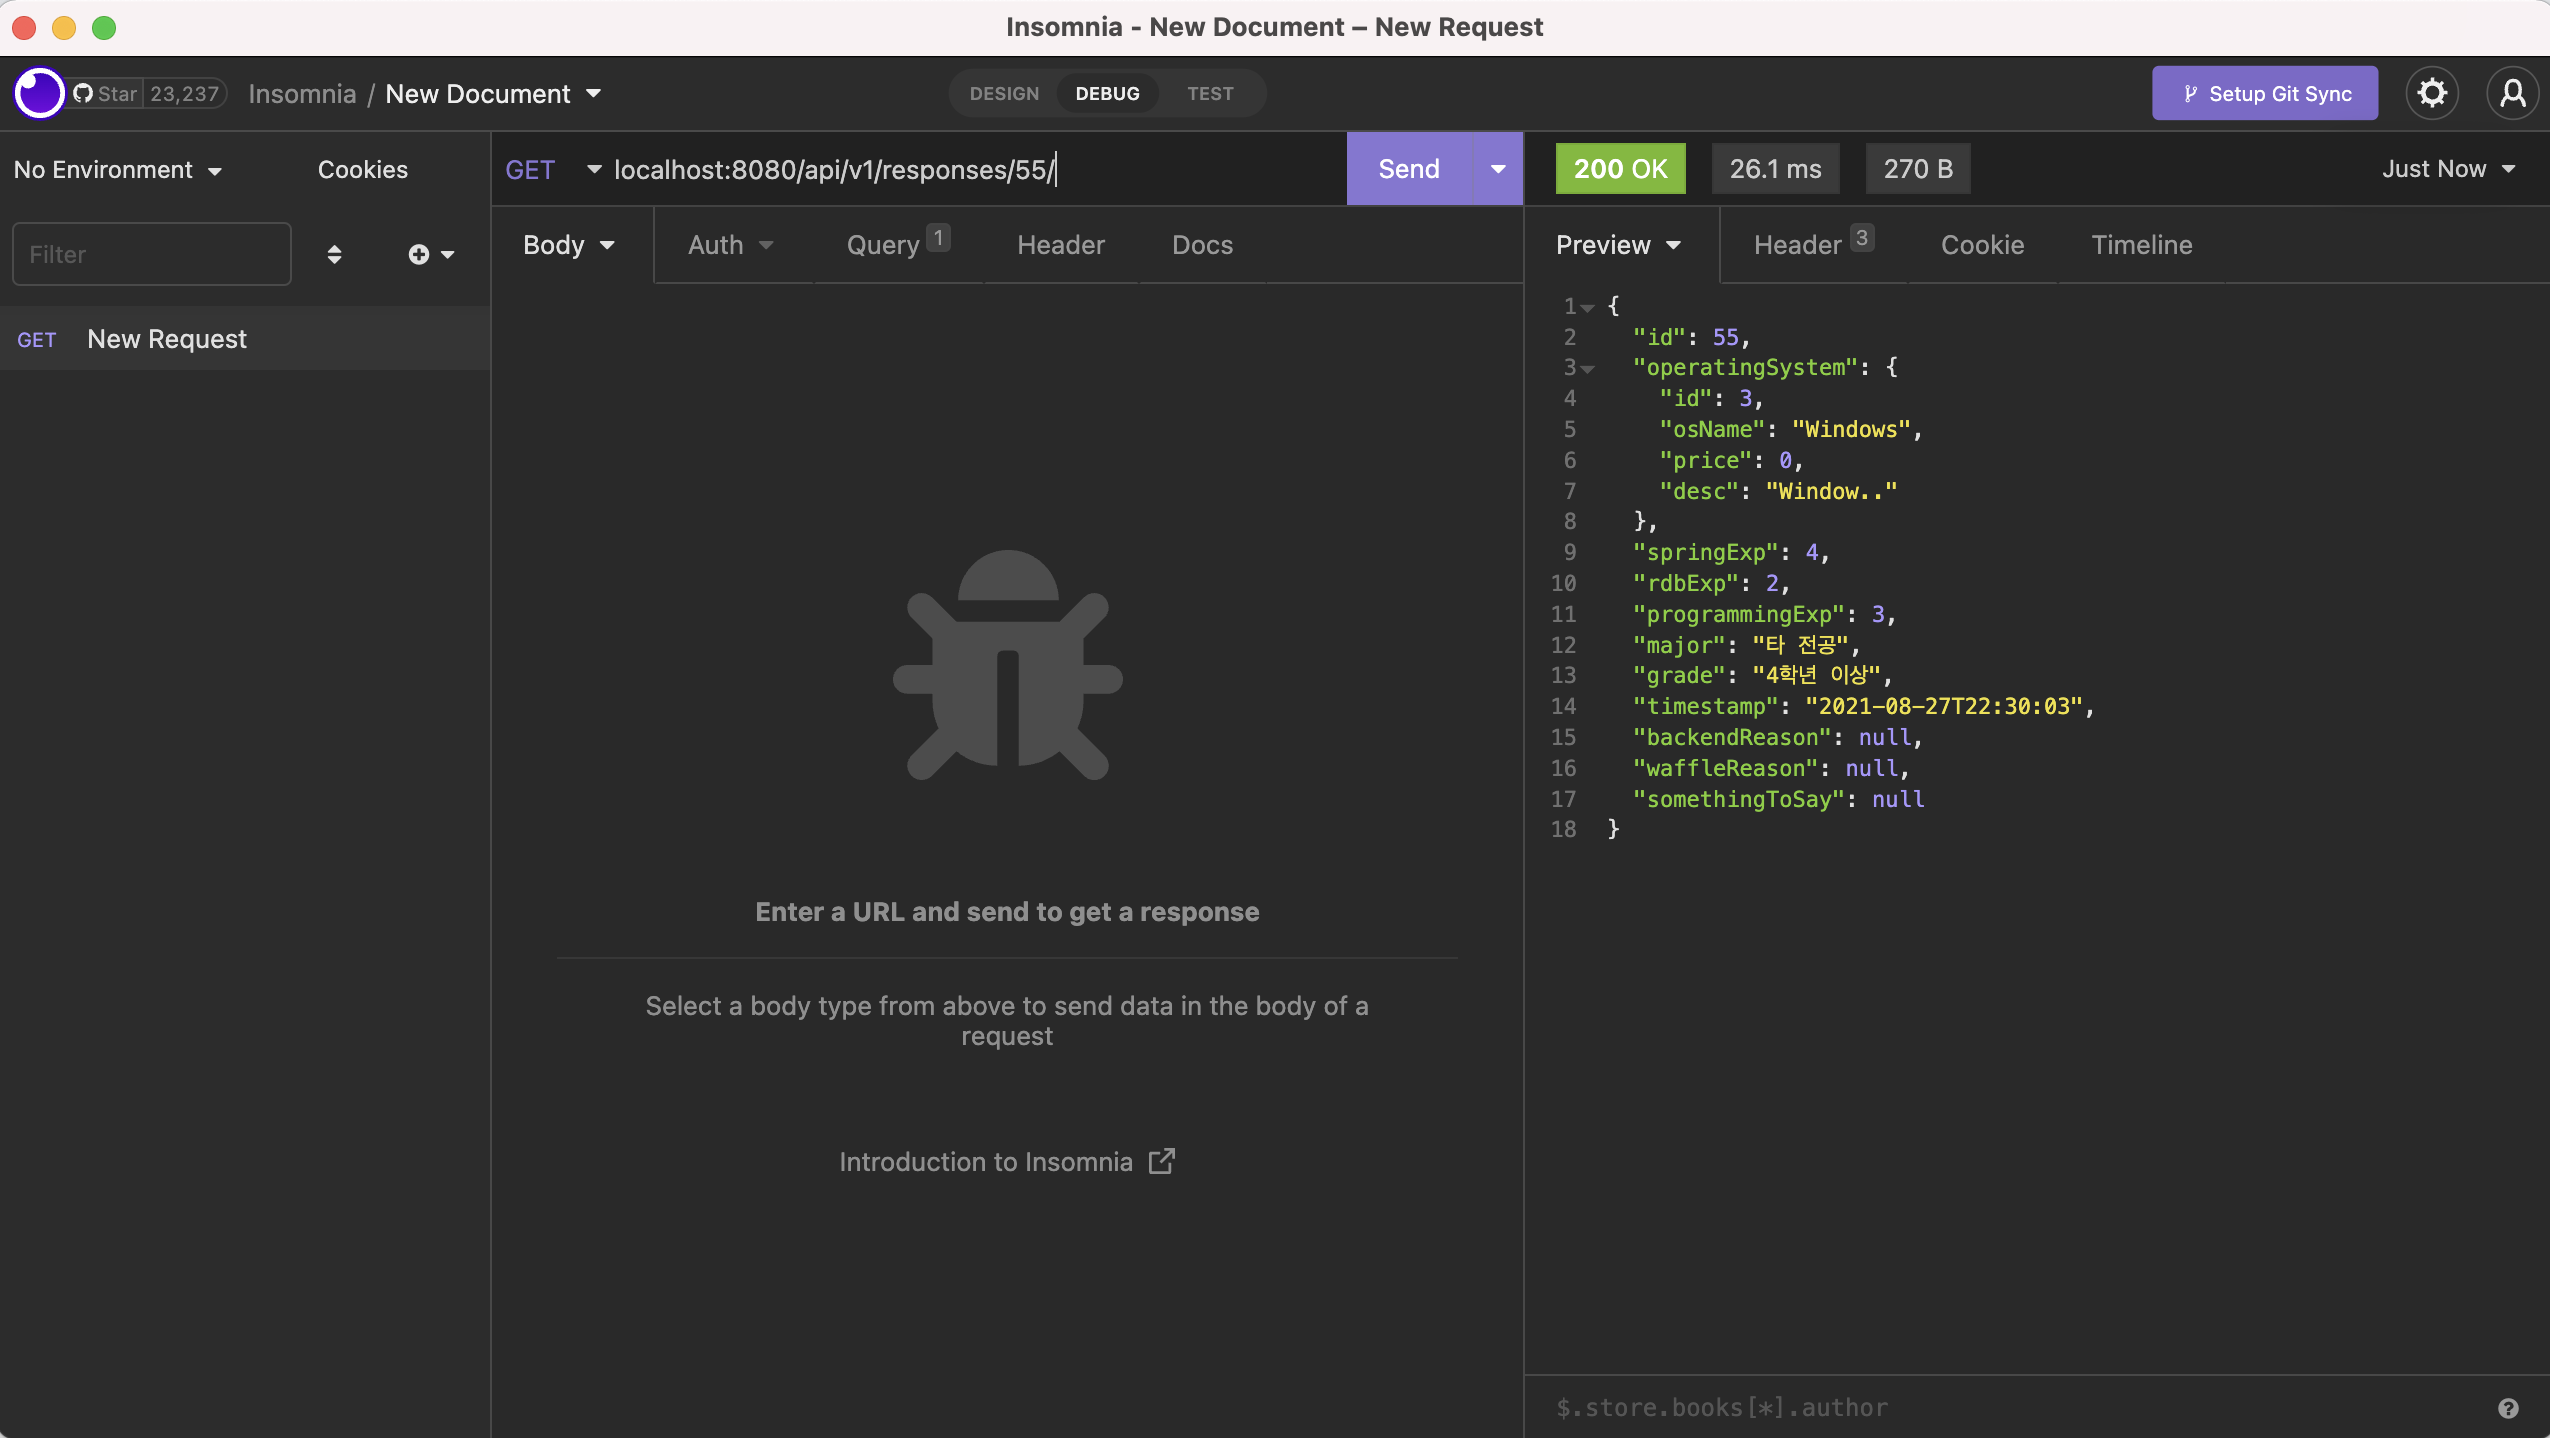 Insomnia - New Document – New Request
Star 23,237 Insomnia / New Document
DESIGN DEBUG TEST
Setup Git Sync
No Environment Cookies
Filter
GET New Request
GET localhost:8080/api/v1/responses/55/ Send
Body Auth Query 1 Header Docs
Enter a URL and send to get a response
Select a body type from above to send data in the body of a
request
Introduction to Insomnia
200 OK 26.1 ms 270 B Just Now
Preview Header 3 Cookie Timeline
1 {
2 "id": 55,
3 "operatingSystem": {
4 "id": 3,
5 "osName": "Windows",
6 "price": 0,
7 "desc": "Window.."
8 },
9 "springExp": 4,
10 "rdbExp": 2,
11 "programmingExp": 3,
12 "major": "타 전공",
13 "grade": "4학년 이상",
14 "timestamp": "2021-08-27T22:30:03",
15 "backendReason": null,
16 "waffleReason": null,
17 "somethingToSay": null
18 }
$.store.books[*].author